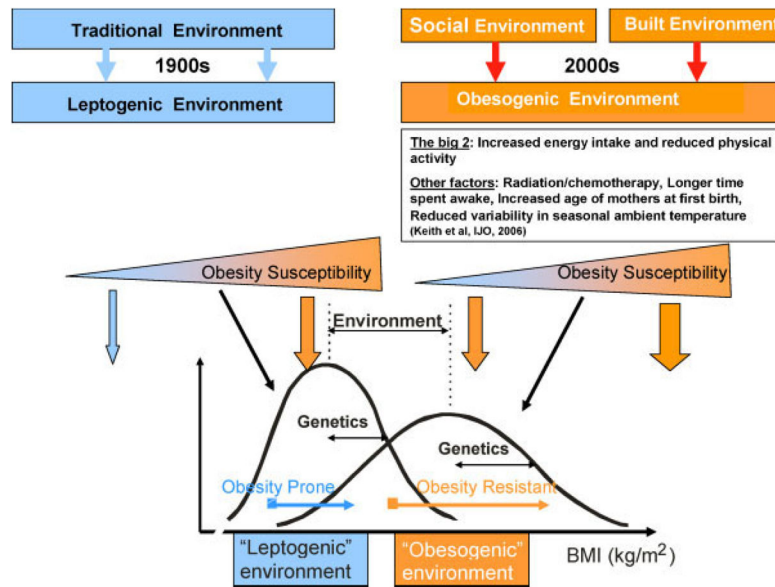 Traditional Environment
1900s
Leptogenic Environment
Social Environment
Built Environment
2000s
Obesogenic Environment
The big 2: Increased energy intake and reduced physical
activity
Other factors: Radiation/chemotherapy, Longer time
spent awake, Increased age of mothers at first birth,
Reduced variability in seasonal ambient temperature
(Keith et al, IJO, 2006)
Obesity Susceptibility
Obesity Susceptibility
Environment
Genetics
Genetics
Obesity Prone
Obesity Resistant
"Leptogenic"
environment
"Obesogenic"
environment
BMI (kg/m²)